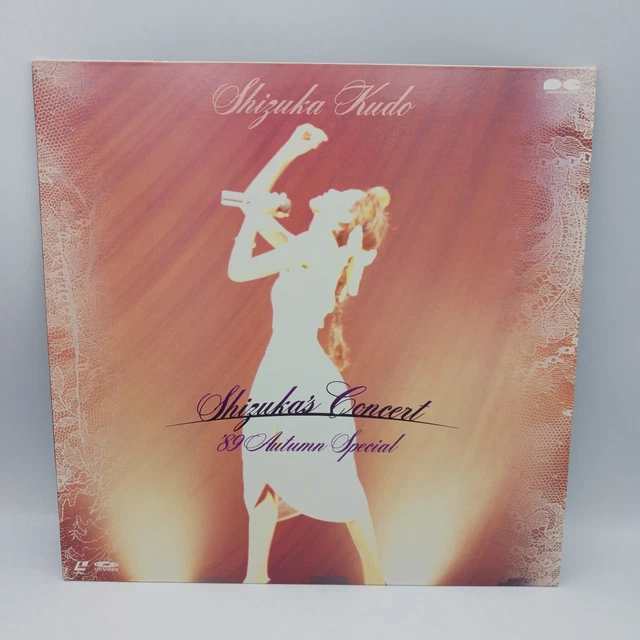 Shizuka Kudo
Shizuka's Concert
'89 Autumn Special